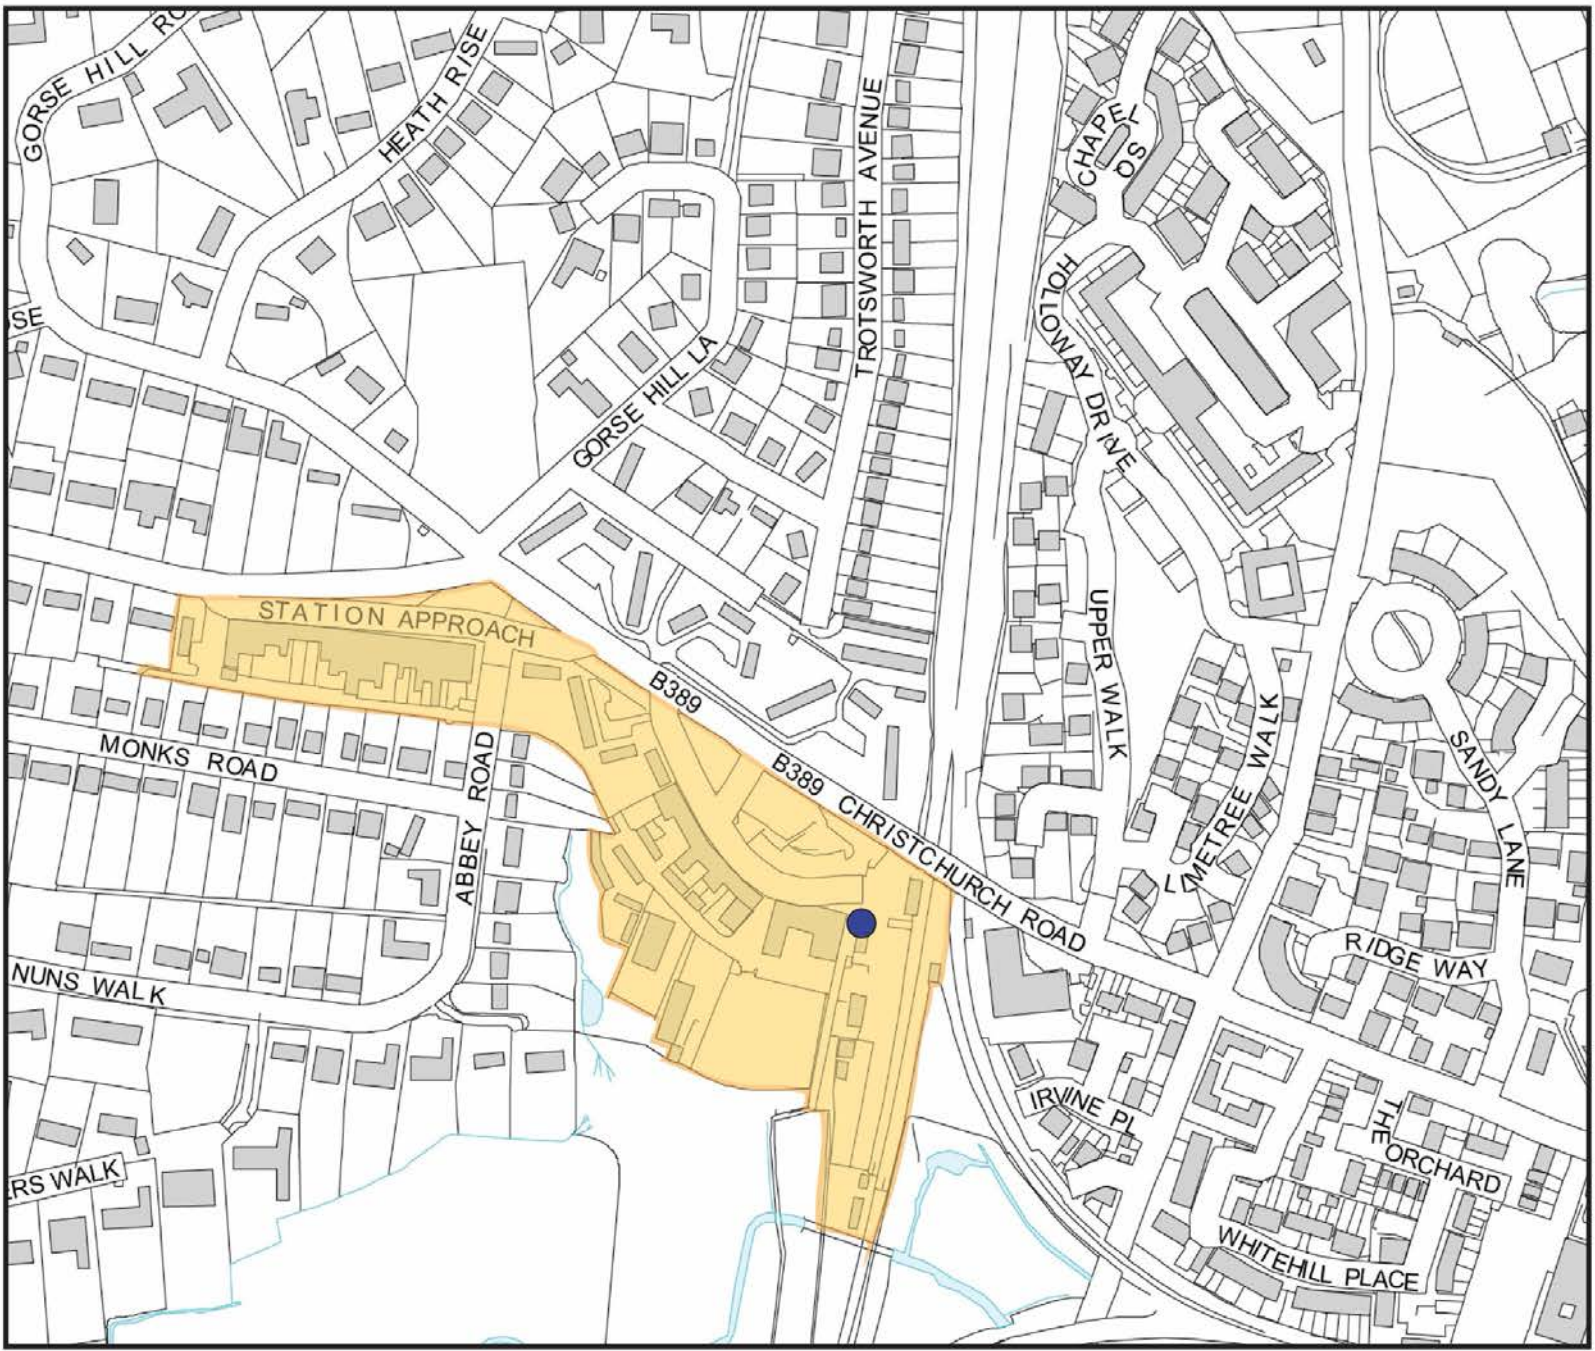 GORSE HILL RO
HEATH RISE
TROTSWORTH AVENUE
CHAPEL
SQ
HOLLOWAY DRIVE
SE
GORSE HILL LA
STATION APPROACH
UPPER WALK
B389
MONKS ROAD
ABBEY ROAD
B389 CHRISTCHURCH ROAD
LIMETREE WALK
SANDY LANE
RIDGE WAY
NUNS WALK
IRVINE PL
THE ORCHARD
ERS WALK
WHITEHILL PLACE